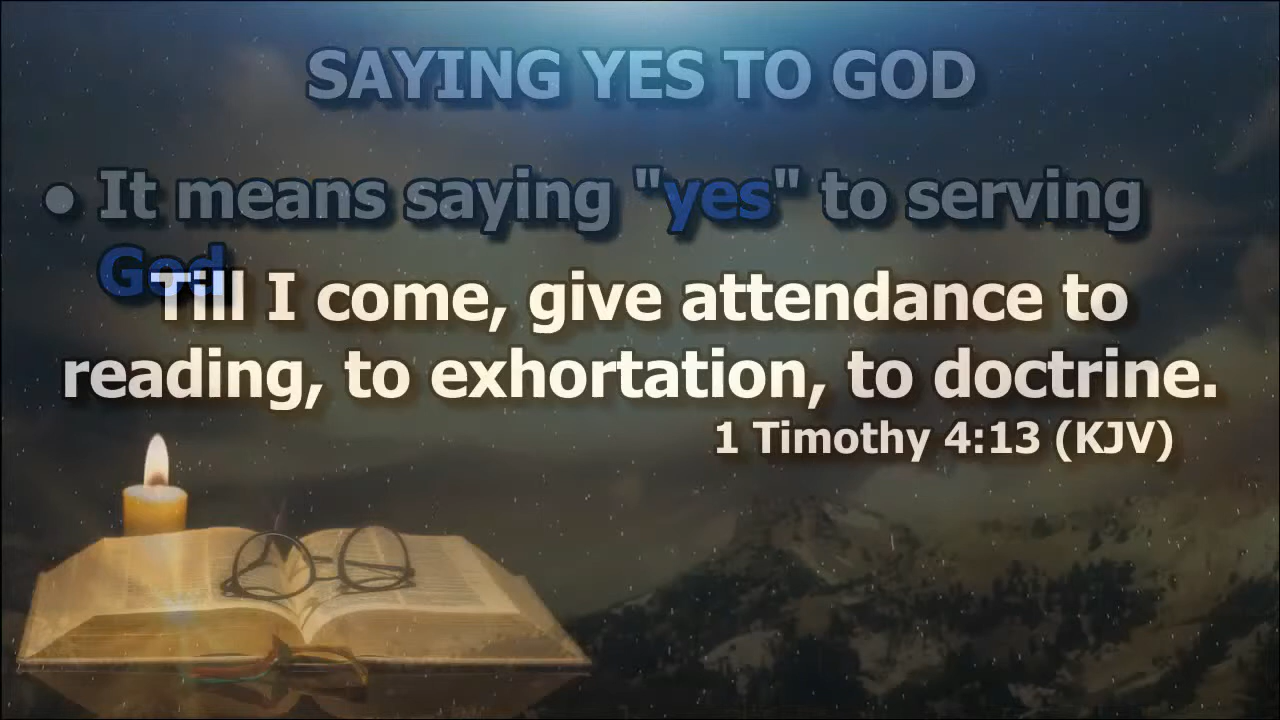 SAYING YES TO GOD
● It means saying "yes" to serving
God
Till I come, give attendance to
reading, to exhortation, to doctrine.
1 Timothy 4:13 (KJV)